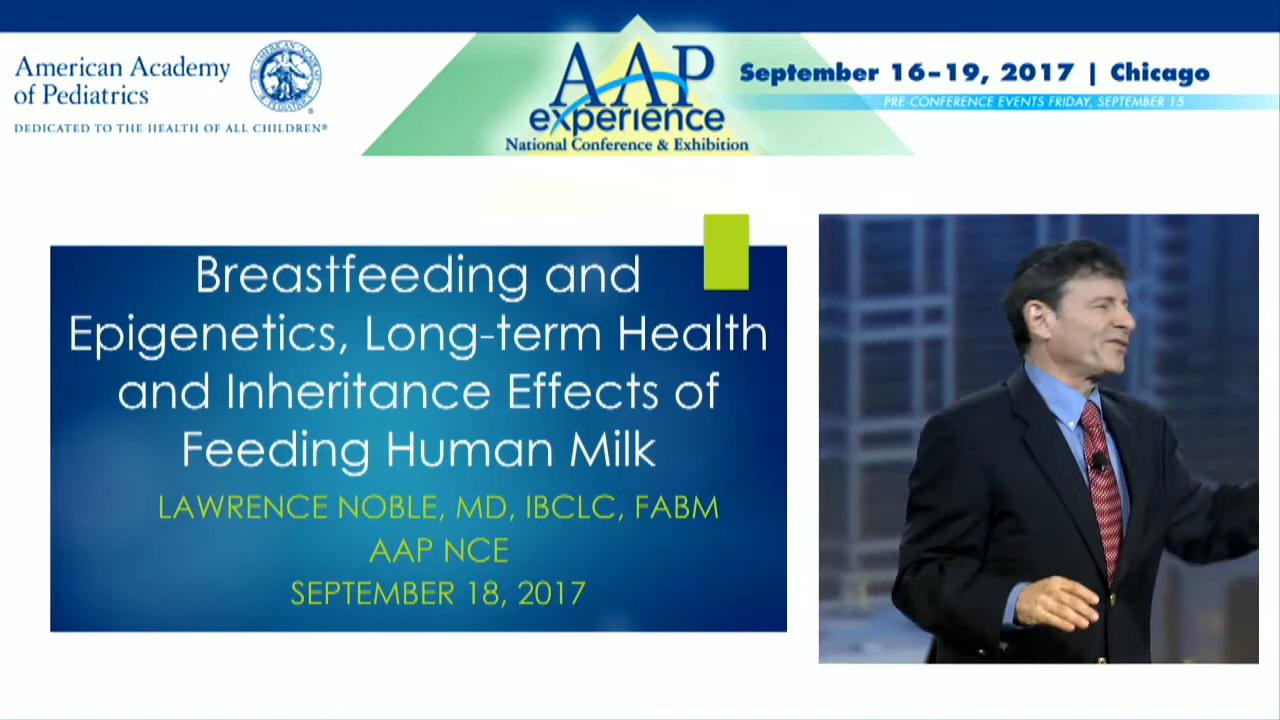 American Academy
of Pediatrics
DEDICATED TO THE HEALTH OF ALL CHILDREN®
AAP
experience
National Conference & Exhibition
September 16–19, 2017 | Chicago
PRE-CONFERENCE EVENTS FRIDAY, SEPTEMBER 15
Breastfeeding and
Epigenetics, Long-term Health
and Inheritance Effects of
Feeding Human Milk
LAWRENCE NOBLE, MD, IBCLC, FABM
AAP NCE
SEPTEMBER 18, 2017